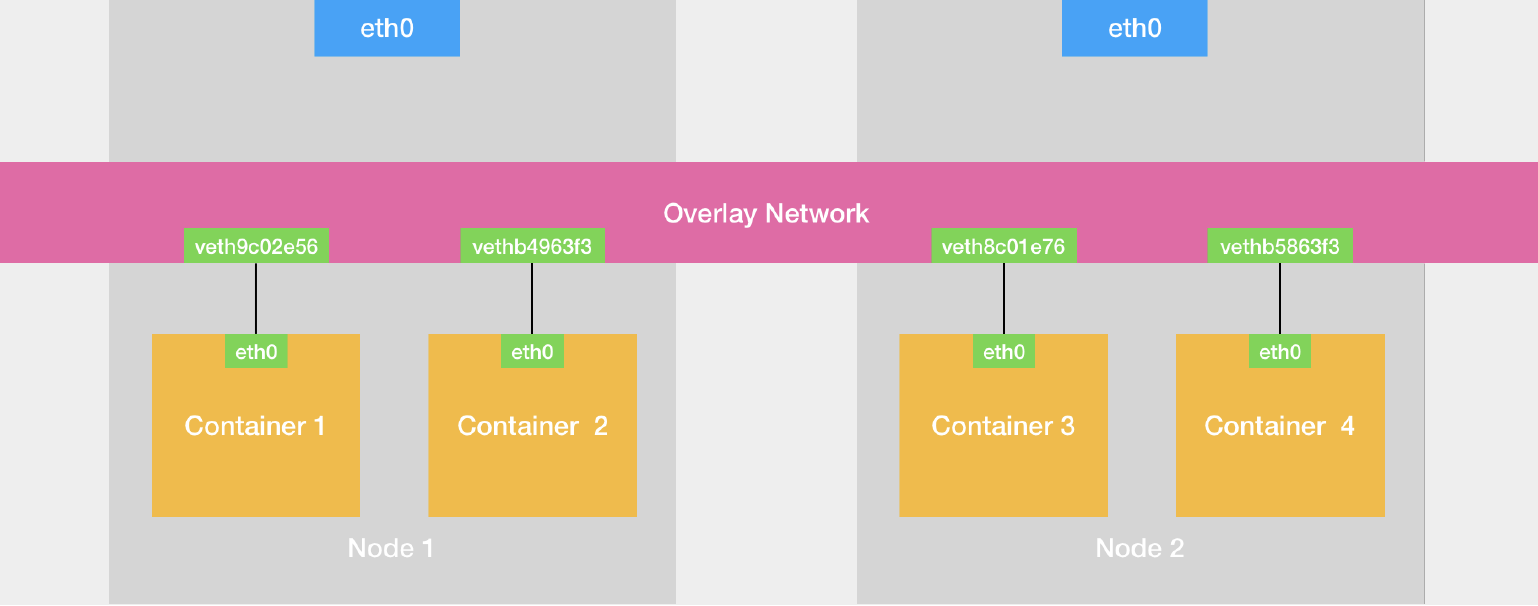 eth0
eth0
Overlay Network
veth9c02e56
vethb4963f3
veth8c01e76
vethb5863f3
eth0
eth0
eth0
eth0
Container 1
Container 2
Container 3
Container 4
Node 1
Node 2